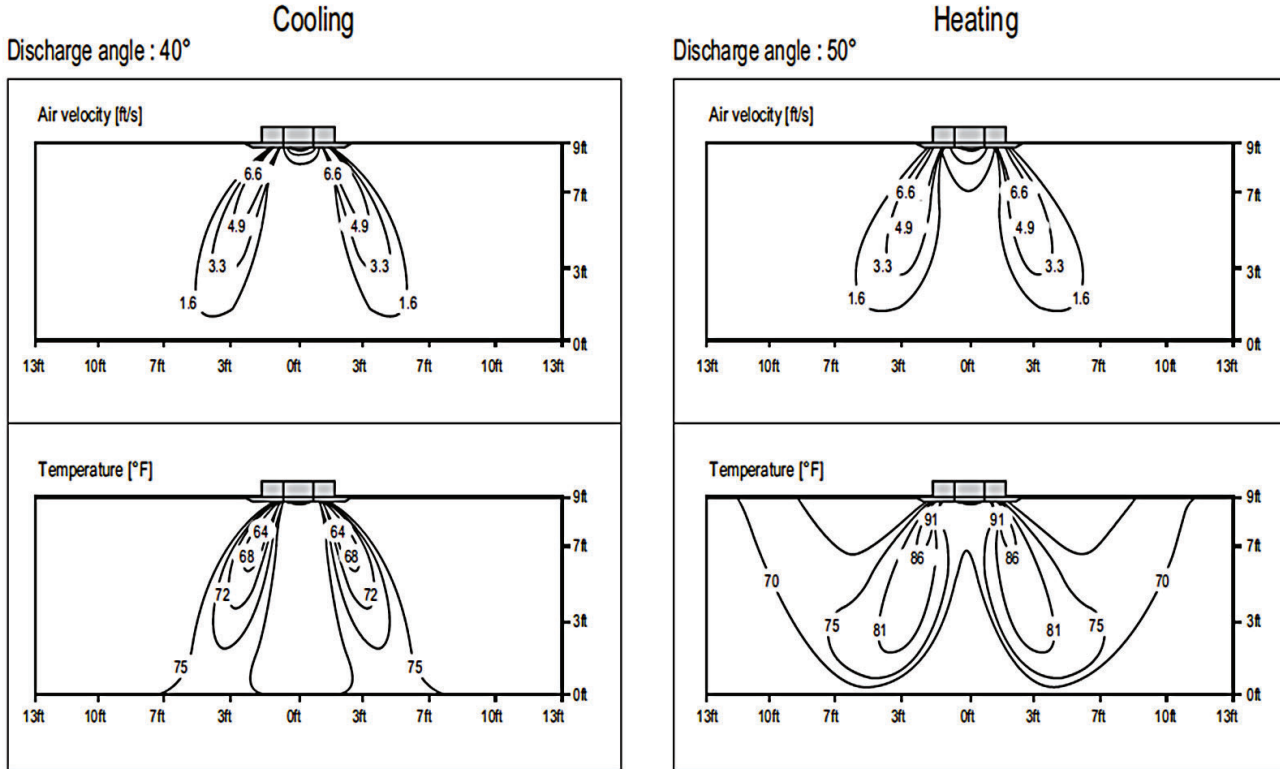 Cooling
Discharge angle : 40°
Air velocity [ft/s]
9ft
6.6 6.6
7ft
4.9 4.9
3.3 3.3 3ft
1.6 1.6
0ft
13ft 10ft 7ft 3ft 0ft 3ft 7ft 10ft 13ft
Temperature [°F]
9ft
64 64
7ft
68 68
72 72
3ft
75 75
0ft
13ft 10ft 7ft 3ft 0ft 3ft 7ft 10ft 13ft
Heating
Discharge angle : 50°
Air velocity [ft/s]
9ft
6.6 6.6 7ft
4.9 4.9
3.3 3.3 3ft
1.6 1.6
0ft
13ft 10ft 7ft 3ft 0ft 3ft 7ft 10ft 13ft
Temperature [°F]
9ft
91 91
7ft
86 86
70 70
3ft
75 81 81 75
0ft
13ft 10ft 7ft 3ft 0ft 3ft 7ft 10ft 13ft